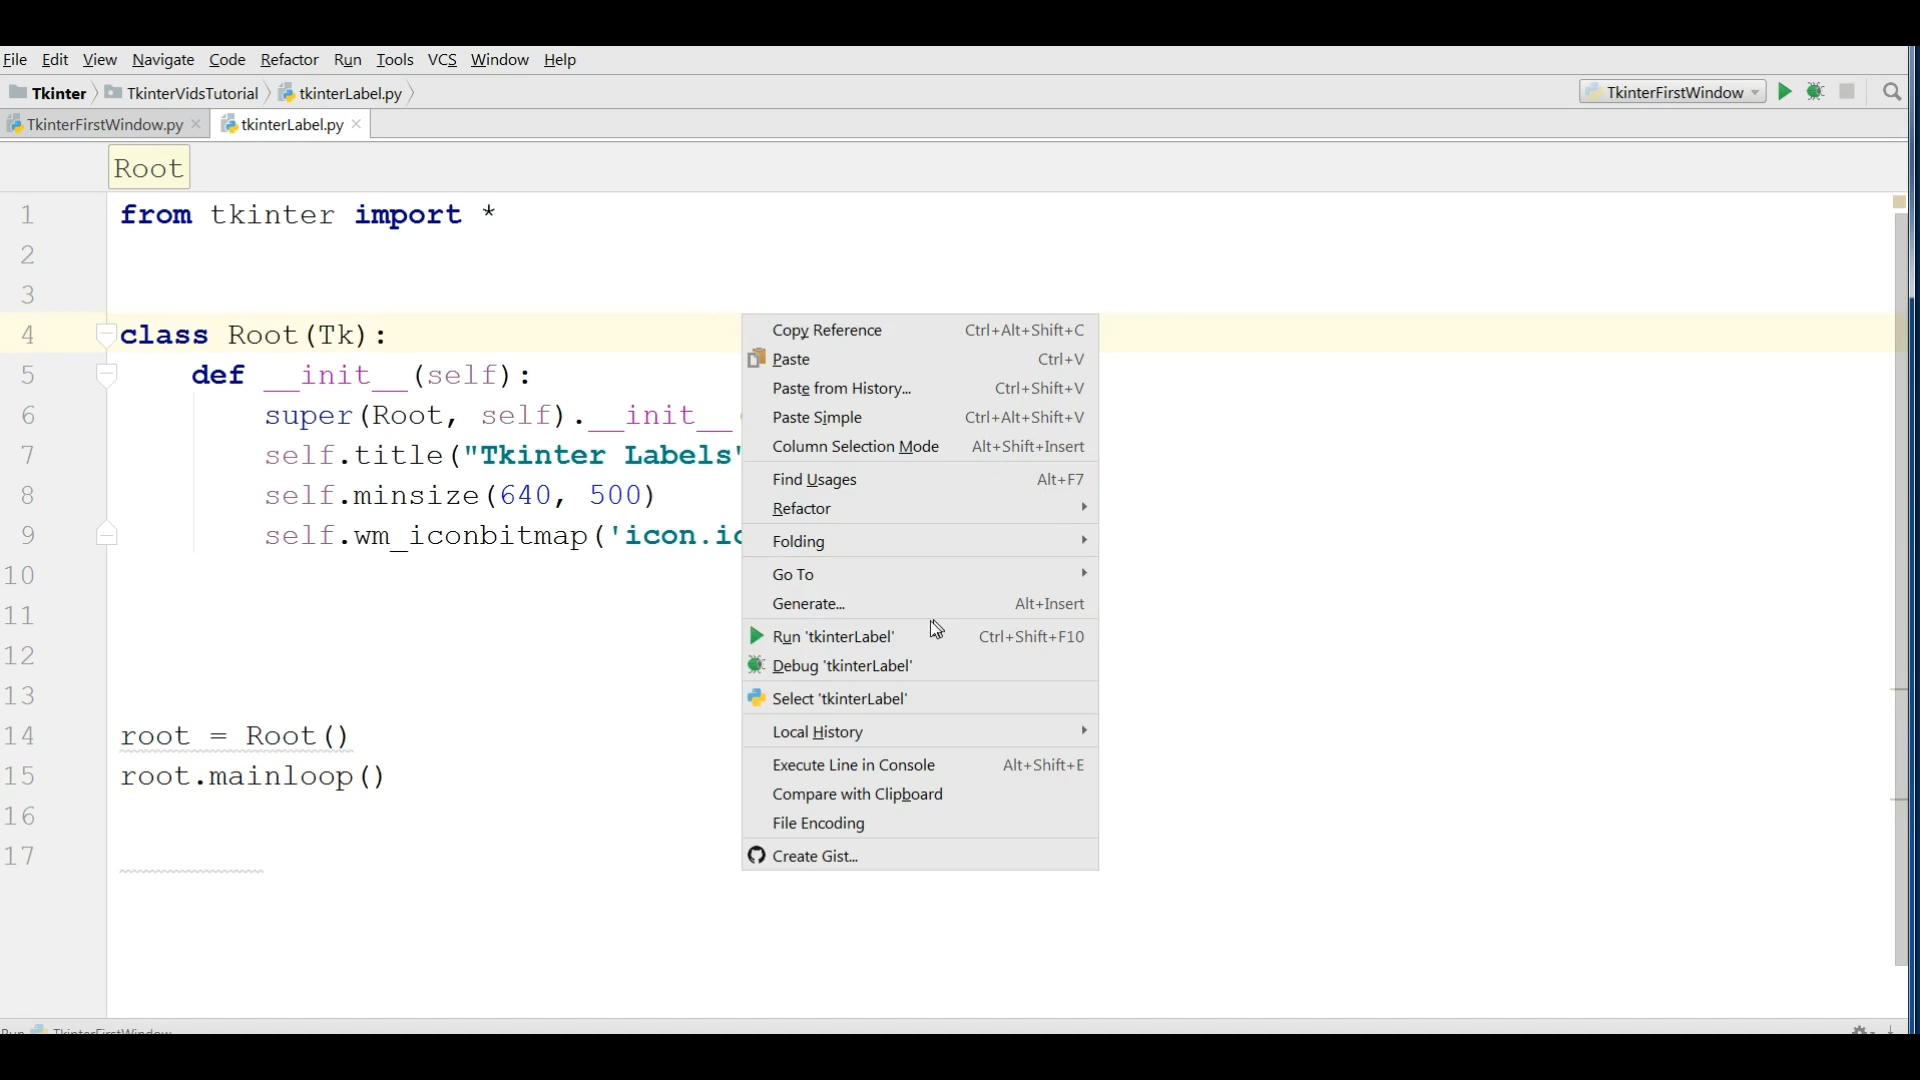 File Edit View Navigate Code Refactor Run Tools VCS Window Help
Tkinter TkinterVidsTutorial tkinterLabel.py
TkinterFirstWindow
TkinterFirstWindow.py tkinterLabel.py
Root
1 from tkinter import *
2
3
4 class Root(Tk):
5 def __init__(self):
6 super(Root, self).__init__
7 self.title("Tkinter Labels"
8 self.minsize(640, 500)
9 self.wm_iconbitmap('icon.ic
10
11
12
13
14 root = Root()
15 root.mainloop()
16
17
Copy Reference Ctrl+Alt+Shift+C
Paste Ctrl+V
Paste from History... Ctrl+Shift+V
Paste Simple Ctrl+Alt+Shift+V
Column Selection Mode Alt+Shift+Insert
Find Usages Alt+F7
Refactor
Folding
Go To
Generate... Alt+Insert
Run 'tkinterLabel' Ctrl+Shift+F10
Debug 'tkinterLabel'
Select 'tkinterLabel'
Local History
Execute Line in Console Alt+Shift+E
Compare with Clipboard
File Encoding
Create Gist...
Run TkinterFirstWindow